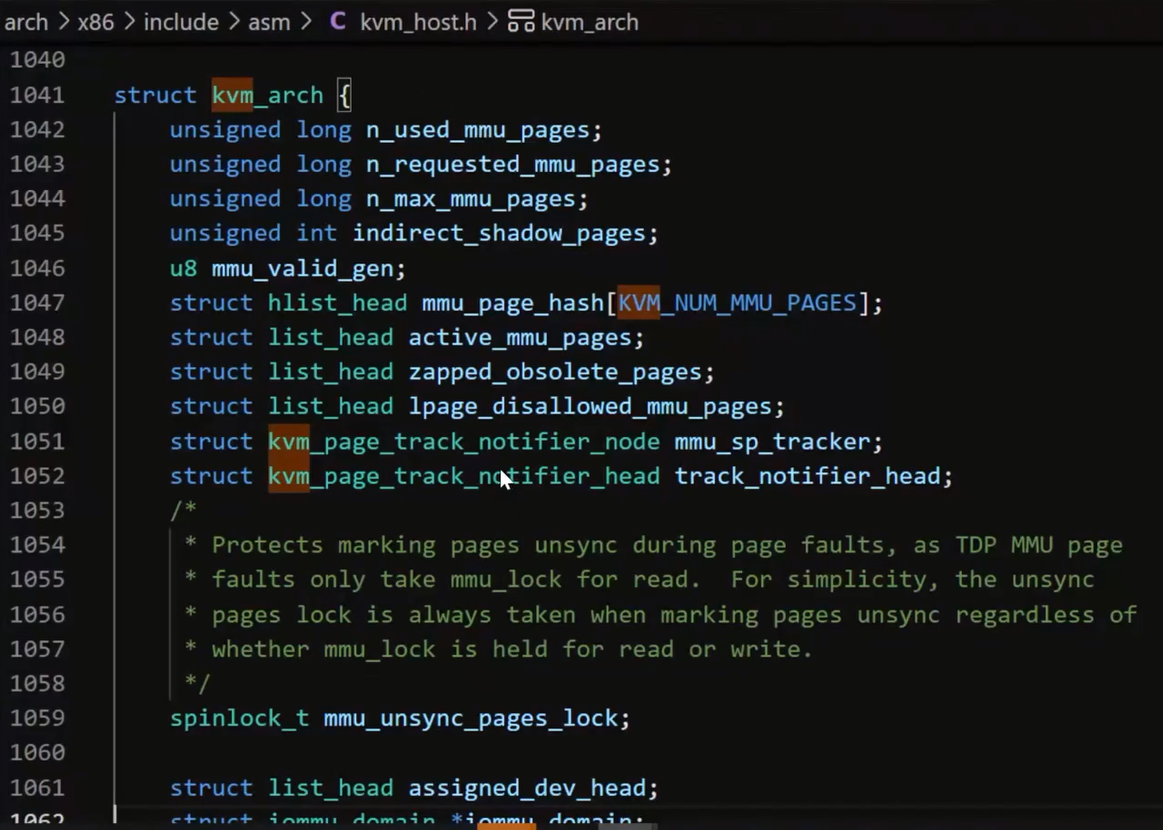 arch > x86 > include > asm > C kvm_host.h > kvm_arch
1040
1041 struct kvm_arch {
1042 unsigned long n_used_mmu_pages;
1043 unsigned long n_requested_mmu_pages;
1044 unsigned long n_max_mmu_pages;
1045 unsigned int indirect_shadow_pages;
1046 u8 mmu_valid_gen;
1047 struct hlist_head mmu_page_hash[KVM_NUM_MMU_PAGES];
1048 struct list_head active_mmu_pages;
1049 struct list_head zapped_obsolete_pages;
1050 struct list_head lpage_disallowed_mmu_pages;
1051 struct kvm_page_track_notifier_node mmu_sp_tracker;
1052 struct kvm_page_track_notifier_head track_notifier_head;
1053 /*
1054 * Protects marking pages unsync during page faults, as TDP MMU page
1055 * faults only take mmu_lock for read.  For simplicity, the unsync
1056 * pages lock is always taken when marking pages unsync regardless of
1057 * whether mmu_lock is held for read or write.
1058 */
1059 spinlock_t mmu_unsync_pages_lock;
1060
1061 struct list_head assigned_dev_head;
1062 struct iommu_domain *iommu_domain;